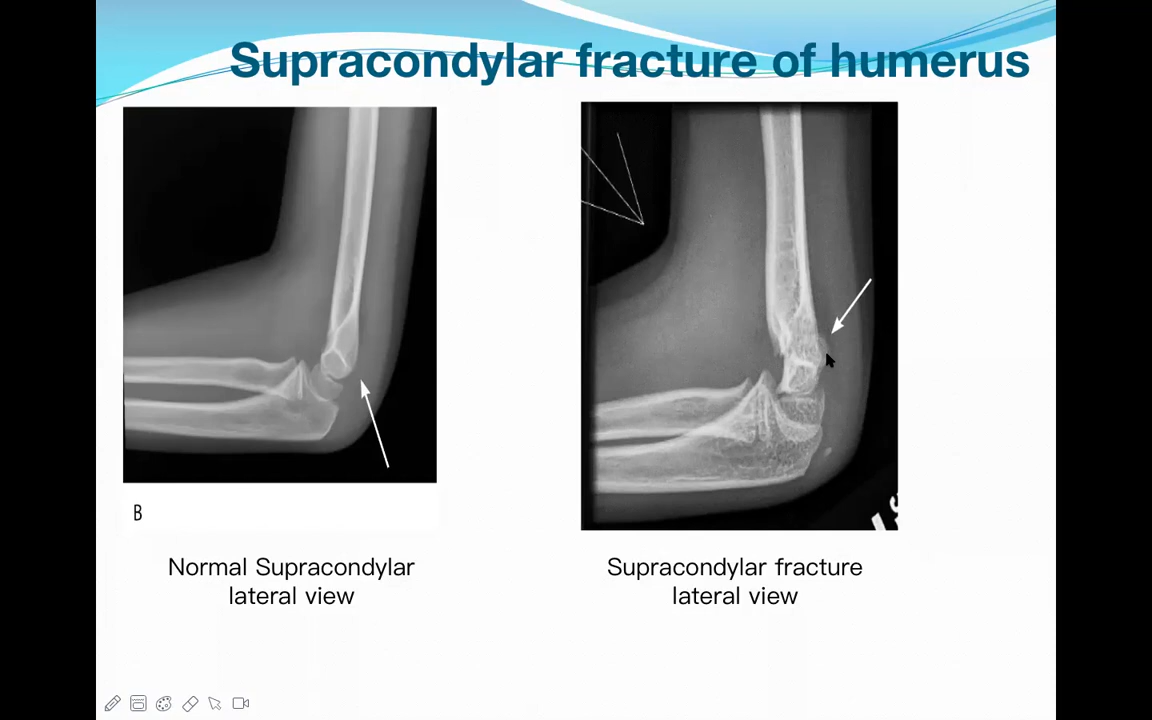 Supracondylar fracture of humerus
B
Normal Supracondylar
lateral view
Supracondylar fracture
lateral view